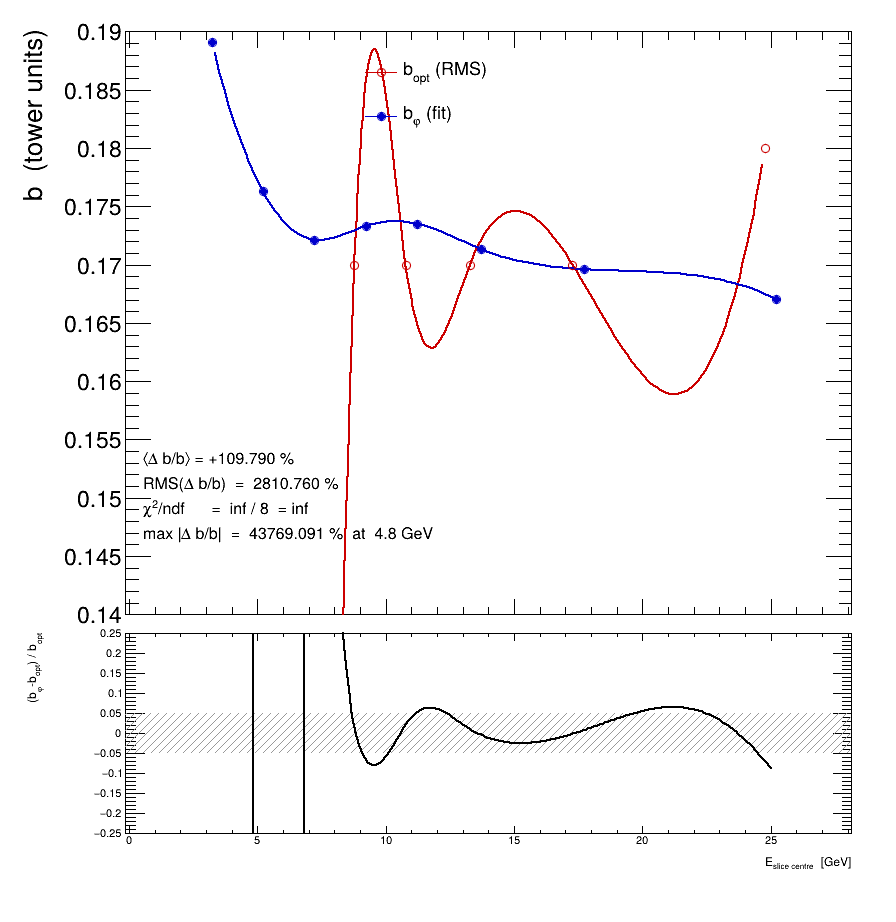 b (tower units)
0.19
0.185
0.18
0.175
0.17
0.165
0.16
0.155
0.15
0.145
0.14
b_opt (RMS)
b_φ (fit)
⟨Δ b/b⟩ = +109.790 %
RMS(Δ b/b) = 2810.760 %
χ²/ndf = inf / 8 = inf
max |Δ b/b| = 43769.091 % at 4.8 GeV
(b_φ-b_opt) / b_opt
0.25
0.2
0.15
0.1
0.05
0
−0.05
−0.1
−0.15
−0.2
−0.25
0 5 10 15 20 25
E_slice centre [GeV]